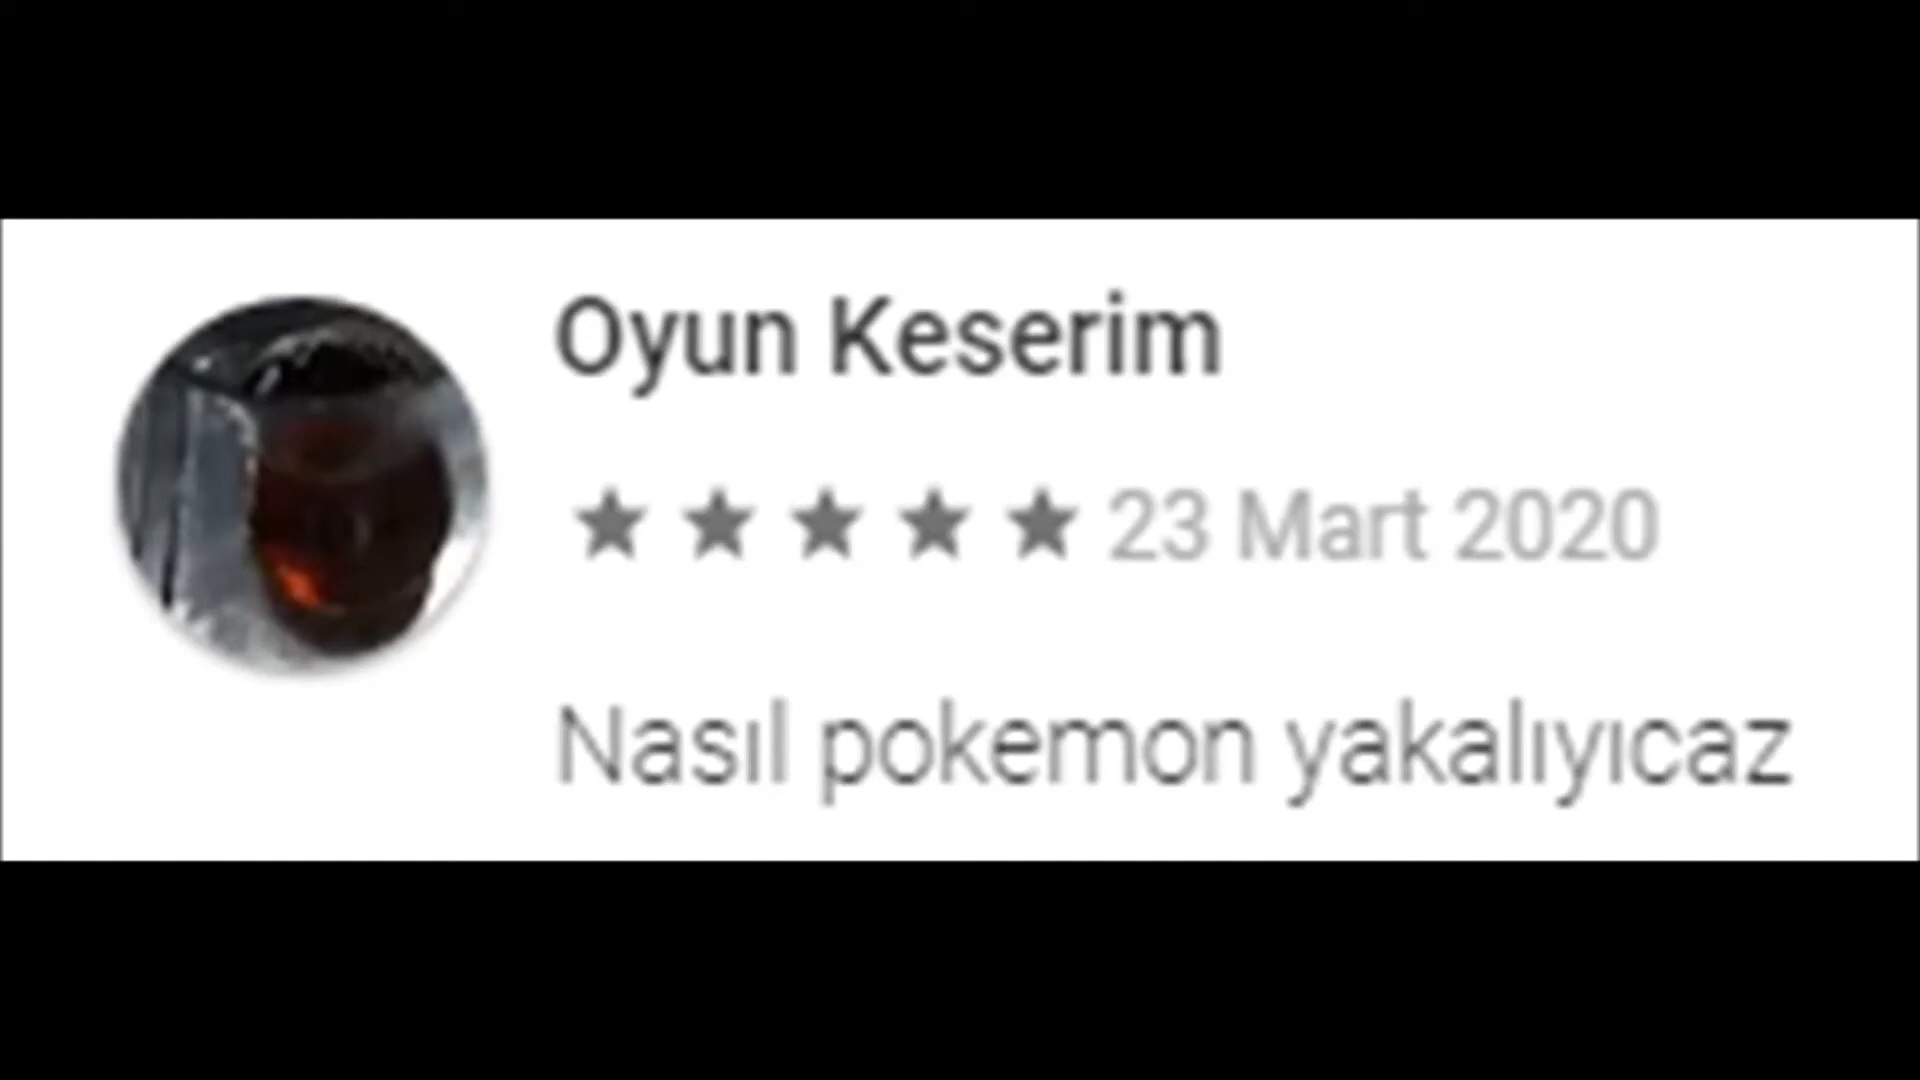 Oyun Keserim
★★★★★ 23 Mart 2020
Nasıl pokemon yakalıyıcaz